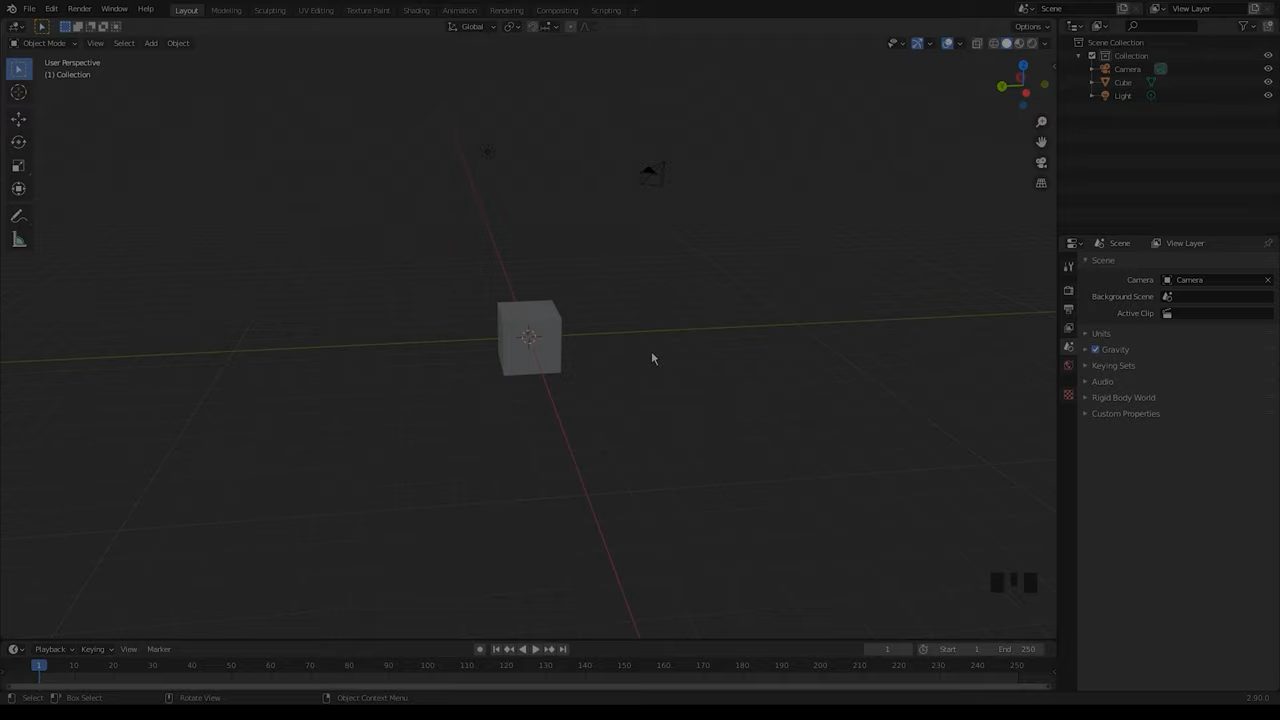 File Edit Render Window Help Layout Modeling Sculpting UV Editing Texture Paint Shading Animation Rendering Compositing Scripting + Scene View Layer
Global Options
Object Mode View Select Add Object
User Perspective
(1) Collection
Scene Collection
Collection
Camera
Cube
Light
Scene View Layer
Scene
Camera Camera
Background Scene
Active Clip
Units
Gravity
Keying Sets
Audio
Rigid Body World
Custom Properties
Playback Keying View Marker 1 Start 1 End 250
1 10 20 30 40 50 60 70 80 90 100 110 120 130 140 150 160 170 180 190 200 210 220 230 240 250
Select Box Select Rotate View Object Context Menu 2.90.0